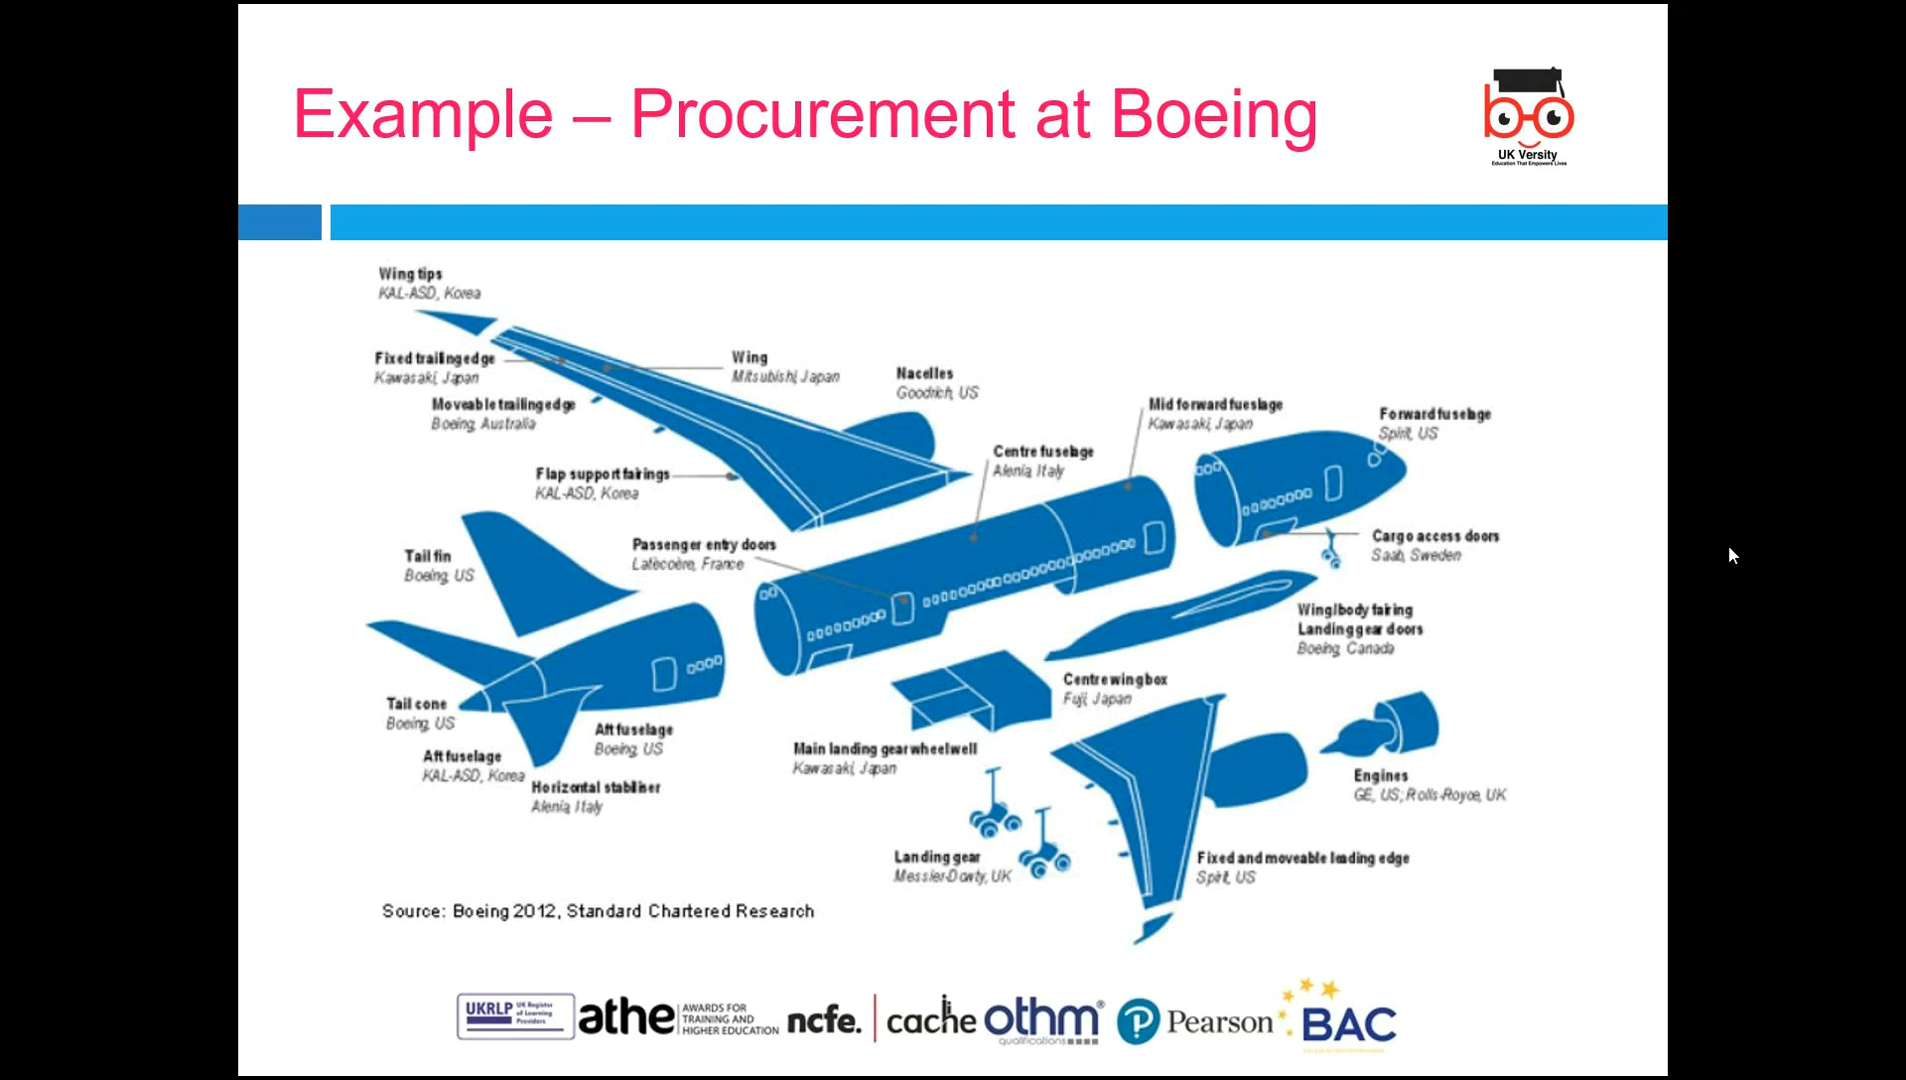 Example – Procurement at Boeing
UK Versity
Education That Empowers Lives
Wing tips
KAL-ASD, Korea
Fixed trailing edge
Kawasaki, Japan
Wing
Mitsubishi, Japan
Nacelles
Goodrich, US
Moveable trailing edge
Boeing, Australia
Mid forward fueslage
Kawasaki, Japan
Forward fuselage
Spirit, US
Centre fuselage
Alenia, Italy
Flap support fairings
KAL-ASD, Korea
Passenger entry doors
Latécoère, France
Cargo access doors
Saab, Sweden
Tail fin
Boeing, US
Wing/body fairing
Landing gear doors
Boeing, Canada
Centre wing box
Fuji, Japan
Tail cone
Boeing, US
Aft fuselage
Boeing, US
Aft fuselage
KAL-ASD, Korea
Horizontal stabiliser
Alenia, Italy
Main landing gear wheel well
Kawasaki, Japan
Engines
GE, US; Rolls-Royce, UK
Landing gear
Messier-Dowty, UK
Fixed and moveable leading edge
Spirit, US
Source: Boeing 2012, Standard Chartered Research
UKRLP
UK Register
of Learning
Providers
athe
AWARDS FOR
TRAINING AND
HIGHER EDUCATION
ncfe.
cache
othm®
qualifications
P
Pearson
BAC